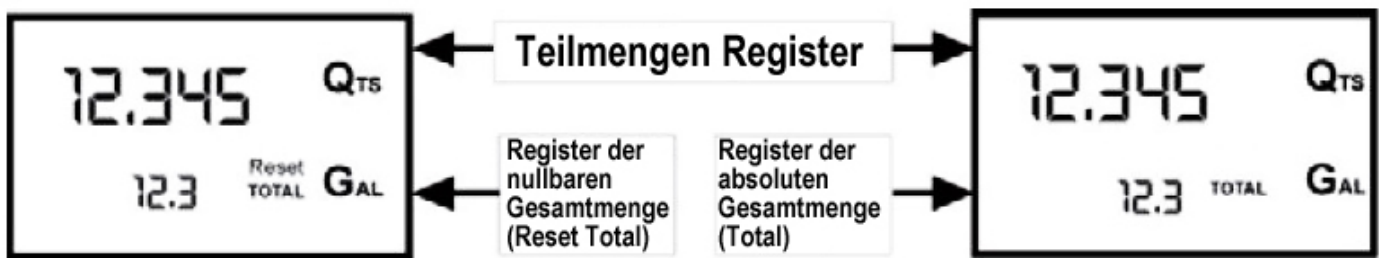 12.345 QTS
Reset
12.3 TOTAL GAL
Teilmengen Register
Register der
nullbaren
Gesamtmenge
(Reset Total)
Register der
absoluten
Gesamtmenge
(Total)
12.345 QTS
12.3 TOTAL GAL